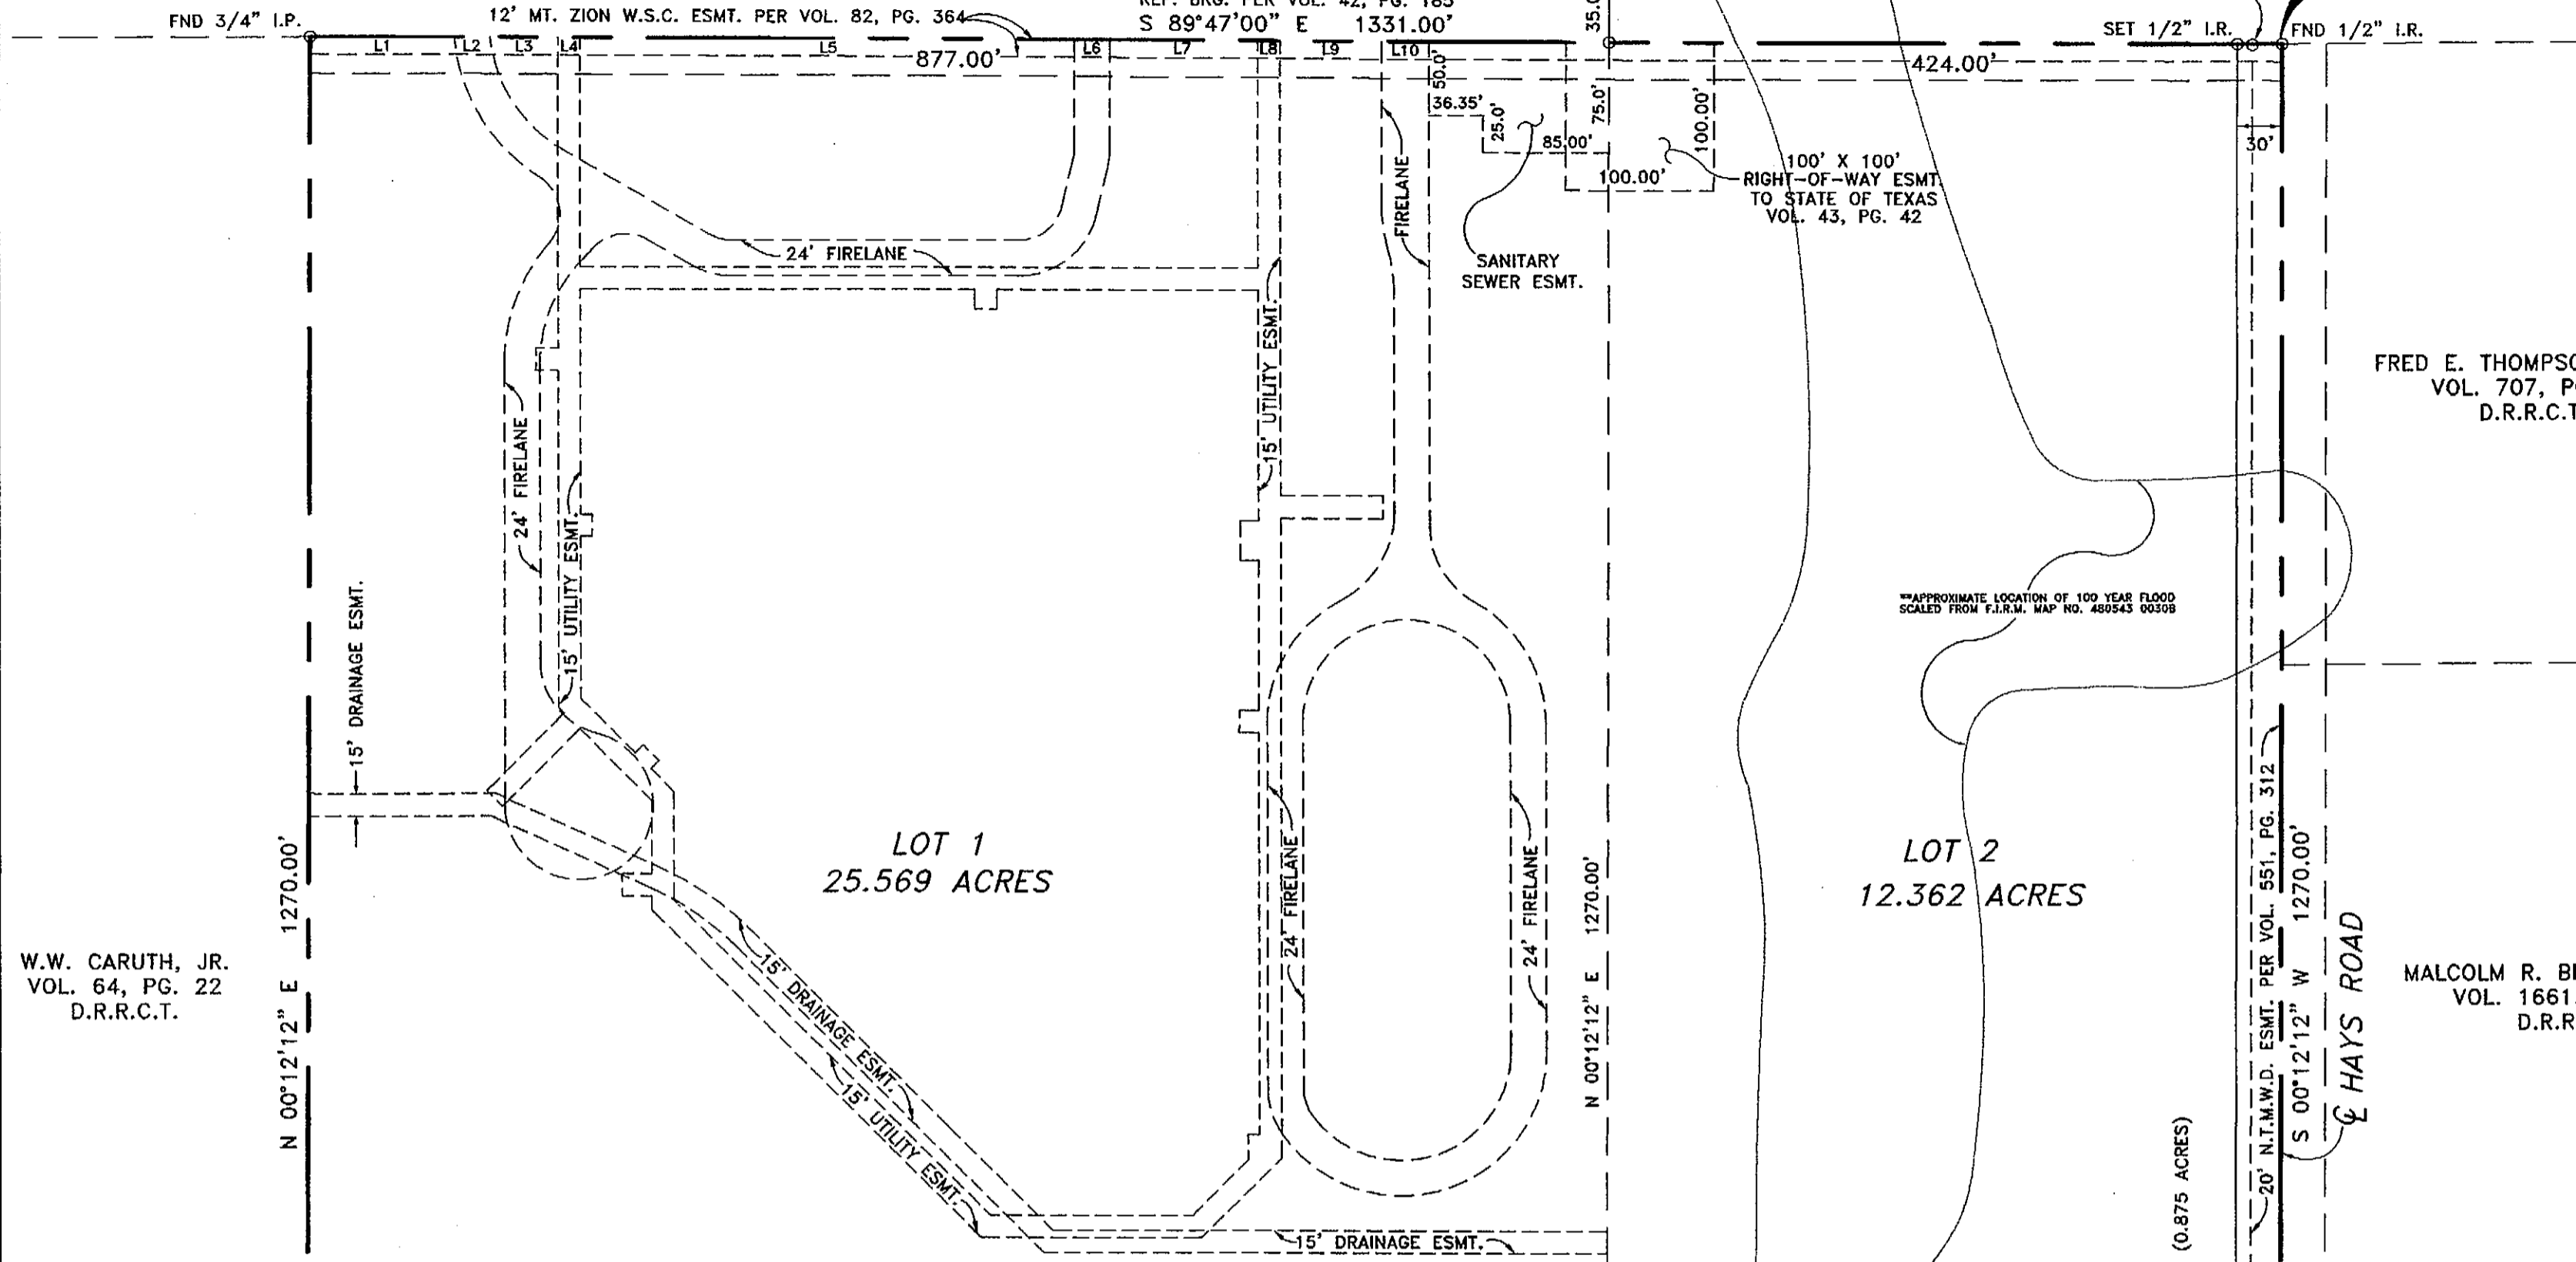 FND 3/4" I.P.
12' MT. ZION W.S.C. ESMT. PER VOL. 82, PG. 364
REF. BRG. PER VOL. 42, PG. 185
S 89°47'00" E 1331.00'
35.0
SET 1/2" I.R.
FND 1/2" I.R.
L1
L2
L3
L4
L5
877.00'
L6
L7
L8
L9
L10
424.00'
50.0'
36.35'
25.0'
85.00'
75.0'
100.00'
100.00'
30'
100' X 100'
RIGHT-OF-WAY ESMT.
TO STATE OF TEXAS
VOL. 43, PG. 42
FIRELANE
SANITARY
SEWER ESMT.
24' FIRELANE
15' UTILITY ESMT.
24' FIRELANE
15' UTILITY ESMT.
15' DRAINAGE ESMT.
FRED E. THOMPSO
VOL. 707, P
D.R.R.C.T
**APPROXIMATE LOCATION OF 100 YEAR FLOOD
SCALED FROM F.I.R.M. MAP NO. 480543 0030B
LOT 1
25.569 ACRES
LOT 2
12.362 ACRES
24' FIRELANE
24' FIRELANE
N 00°12'12" E 1270.00'
N 00°12'12" E 1270.00'
20' N.T.M.W.D. ESMT. PER VOL. 551, PG. 312
S 00°12'12" W 1270.00'
℄ HAYS ROAD
W.W. CARUTH, JR.
VOL. 64, PG. 22
D.R.R.C.T.
MALCOLM R.
VOL. 1661
D.R.R
15' DRAINAGE ESMT.
15' UTILITY ESMT.
15' DRAINAGE ESMT.
(0.875 ACRES)